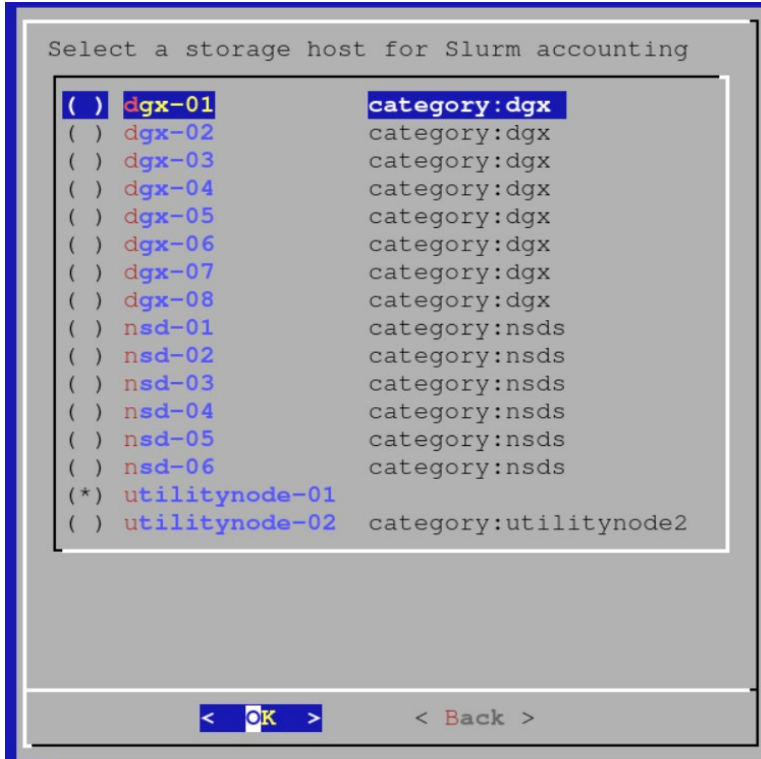 Select a storage host for Slurm accounting
( ) dgx-01 category:dgx
( ) dgx-02 category:dgx
( ) dgx-03 category:dgx
( ) dgx-04 category:dgx
( ) dgx-05 category:dgx
( ) dgx-06 category:dgx
( ) dgx-07 category:dgx
( ) dgx-08 category:dgx
( ) nsd-01 category:nsds
( ) nsd-02 category:nsds
( ) nsd-03 category:nsds
( ) nsd-04 category:nsds
( ) nsd-05 category:nsds
( ) nsd-06 category:nsds
(*) utilitynode-01
( ) utilitynode-02 category:utilitynode2
< OK > < Back >